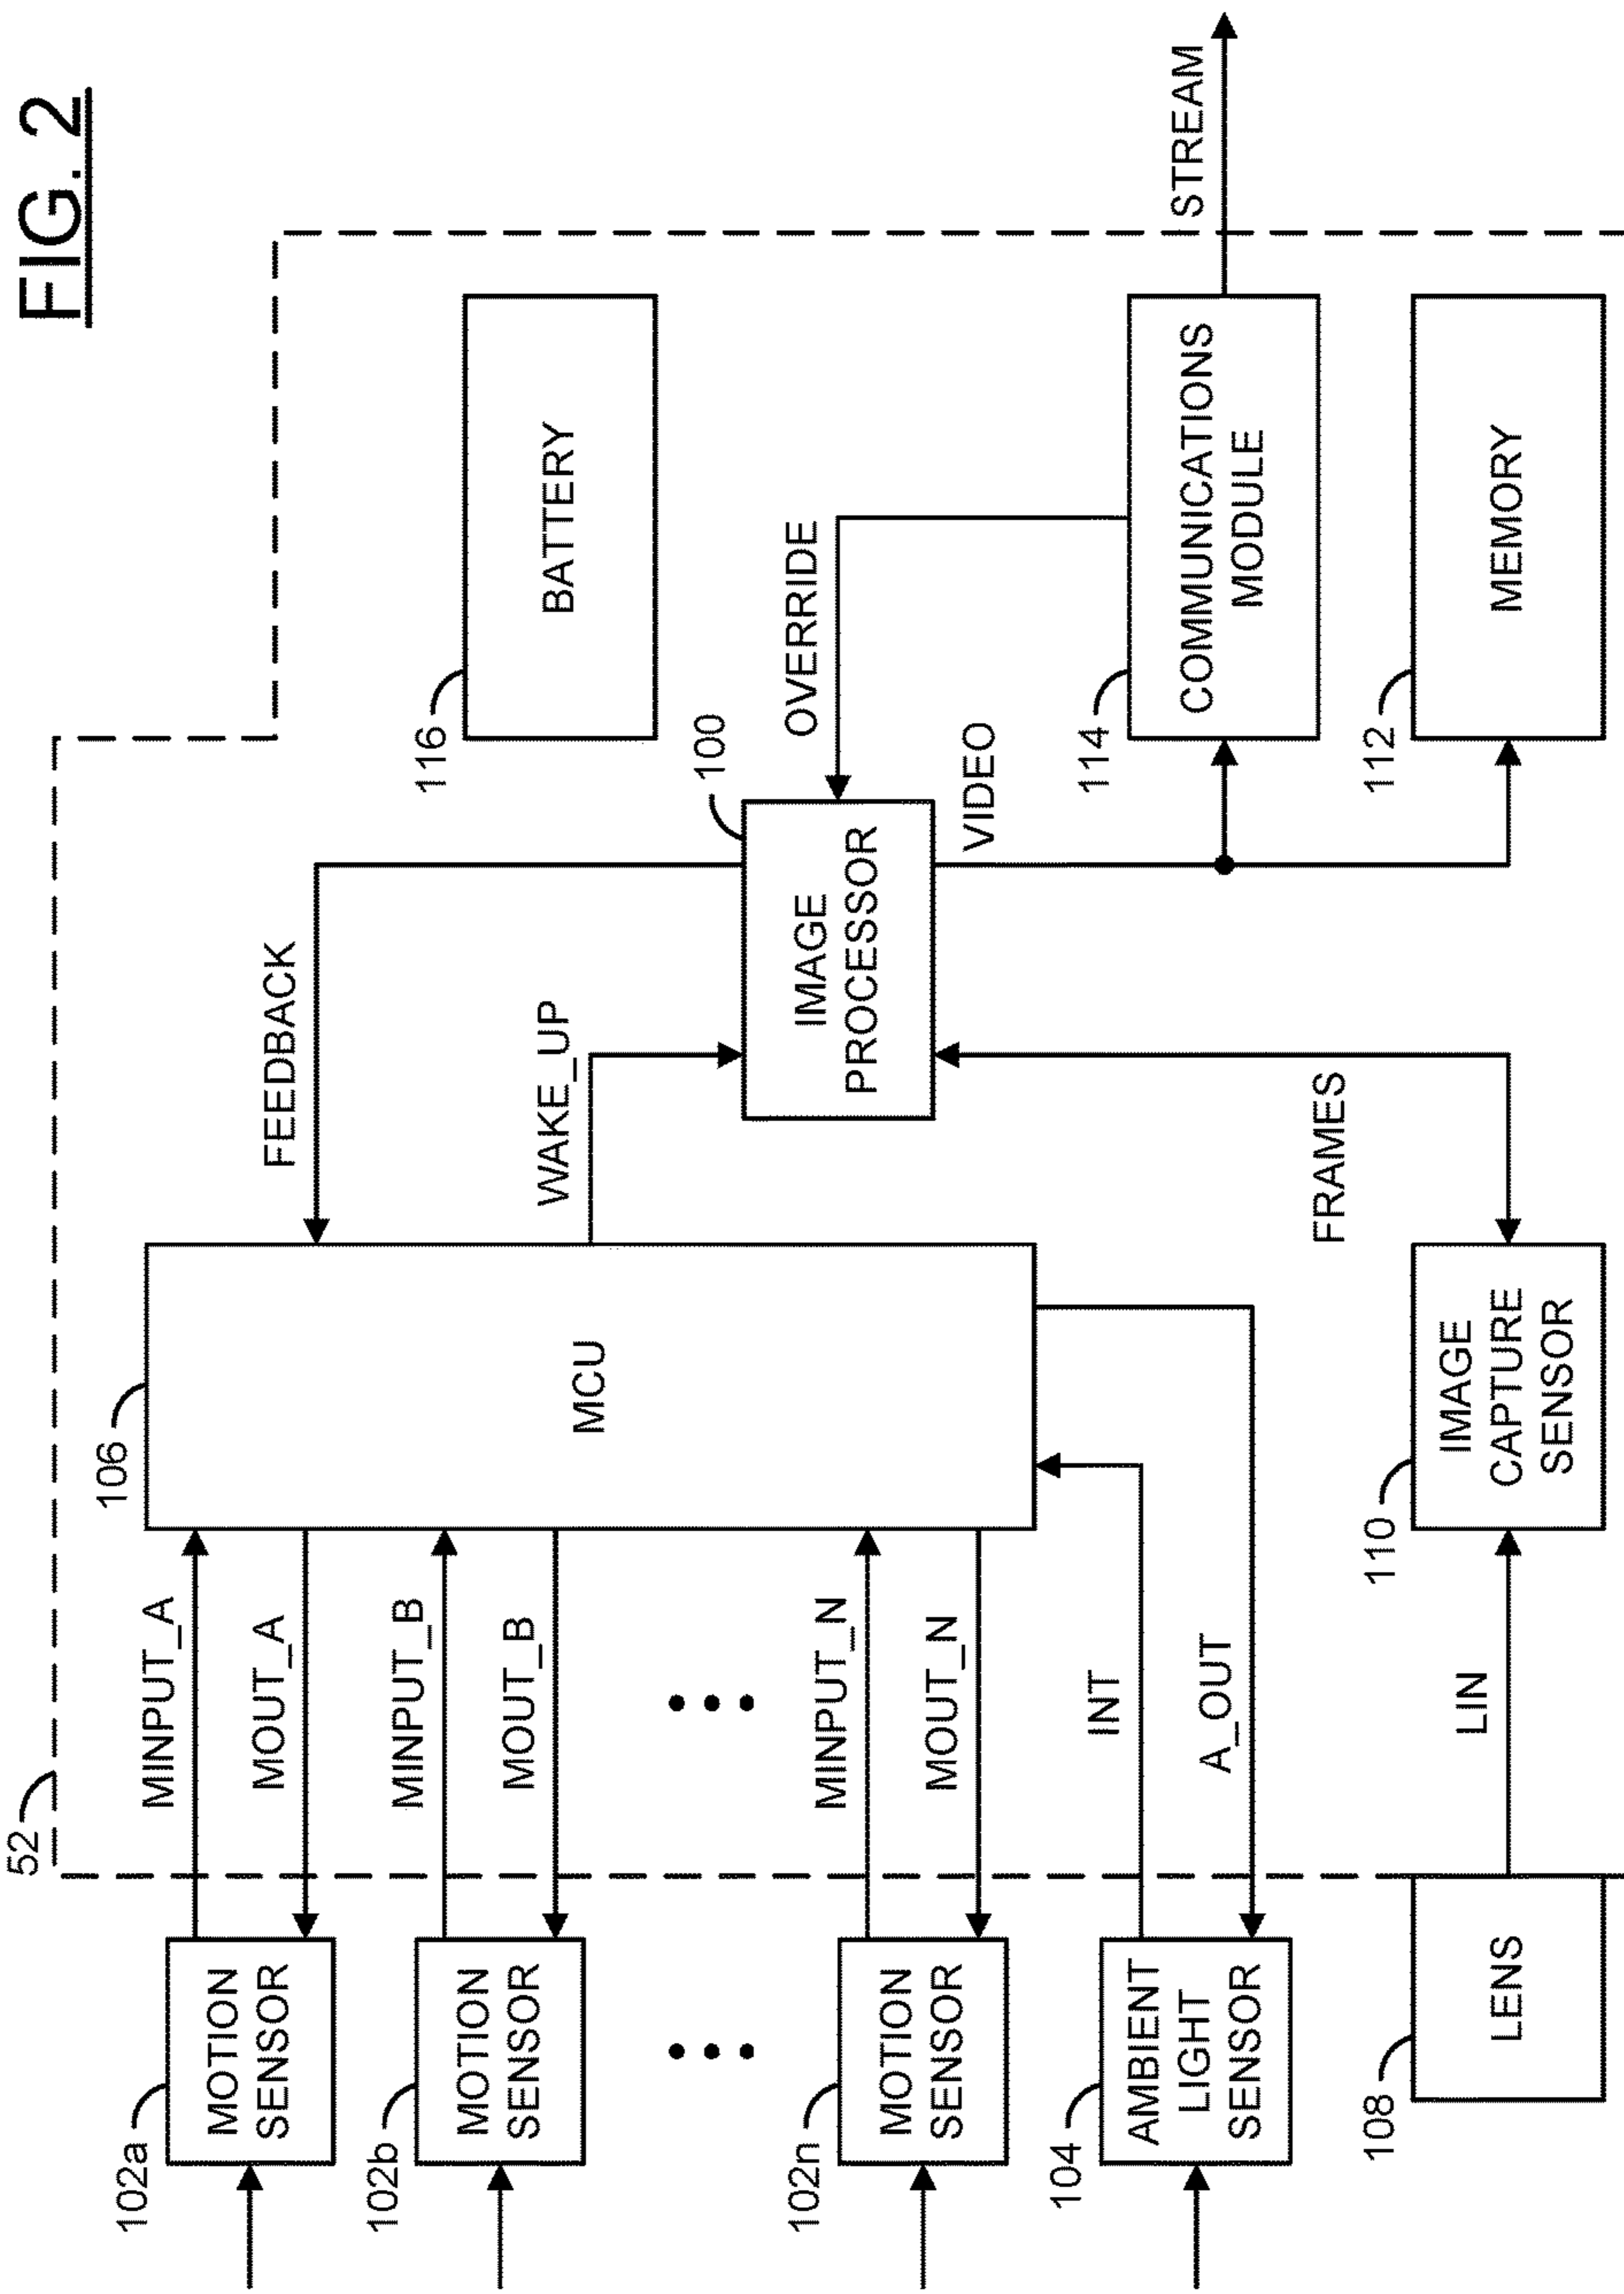 FIG. 2
52
102a
MOTION
SENSOR
MINPUT_A
MOUT_A
102b
MOTION
SENSOR
MINPUT_B
MOUT_B
102n
MOTION
SENSOR
MINPUT_N
MOUT_N
104
AMBIENT
LIGHT
SENSOR
INT
A_OUT
108
LENS
LIN
106
MCU
FEEDBACK
WAKE_UP
110
IMAGE
CAPTURE
SENSOR
FRAMES
100
IMAGE
PROCESSOR
OVERRIDE
VIDEO
116
BATTERY
114
COMMUNICATIONS
MODULE
STREAM
112
MEMORY